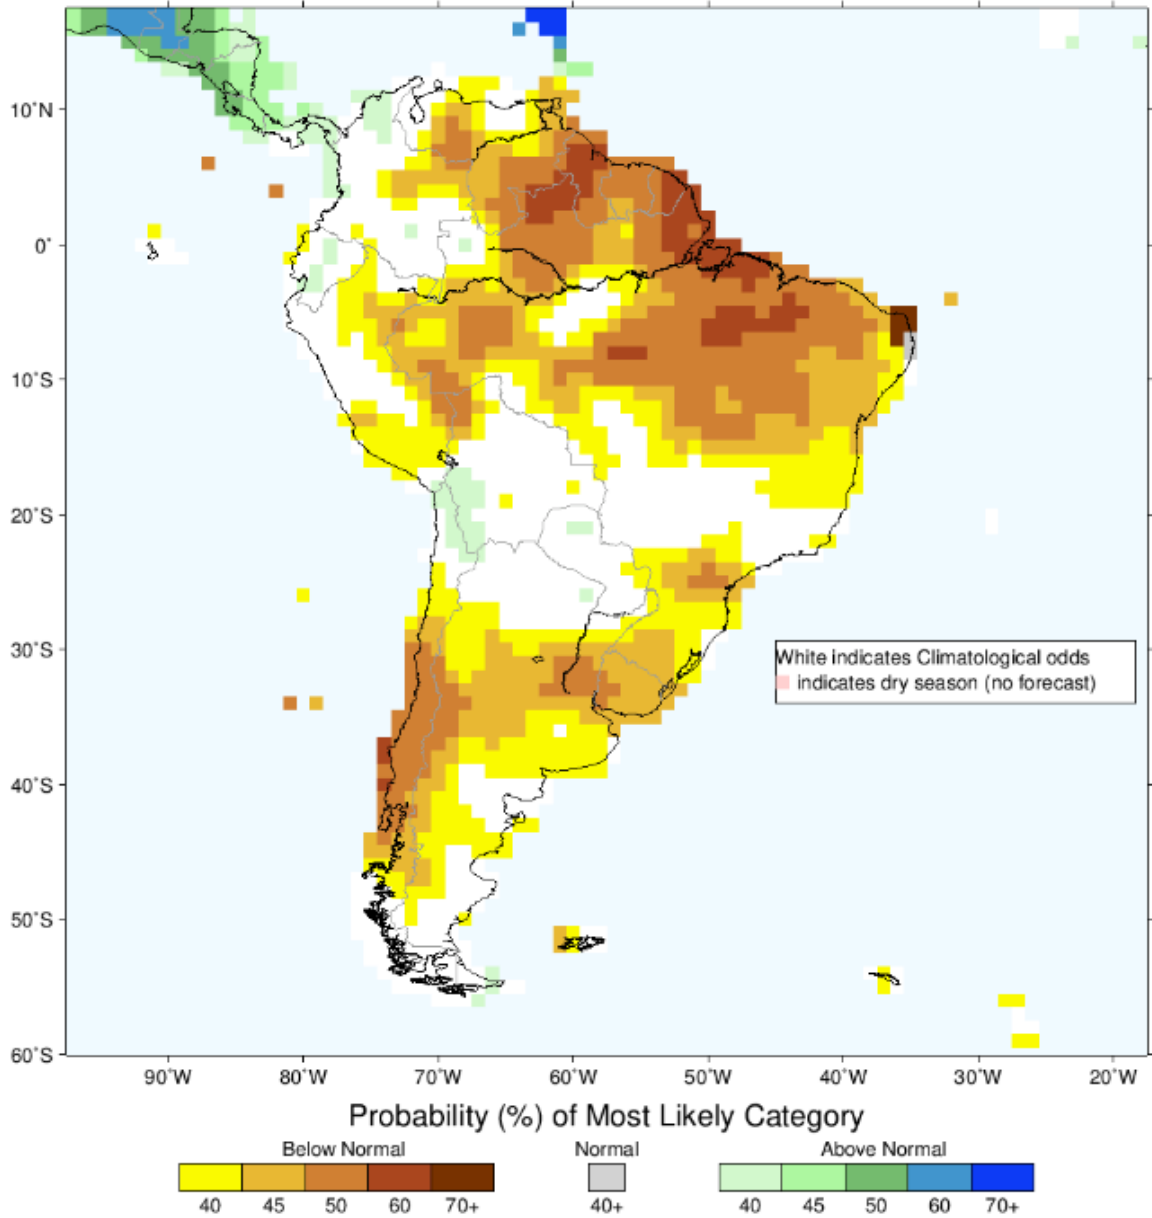 10°N
0°
10°S
20°S
30°S
White indicates Climatological odds
indicates dry season (no forecast)
40°S
50°S
60°S
90°W 80°W 70°W 60°W 50°W 40°W 30°W 20°W
Probability (%) of Most Likely Category
Below Normal Normal Above Normal
40 45 50 60 70+ 40+ 40 45 50 60 70+